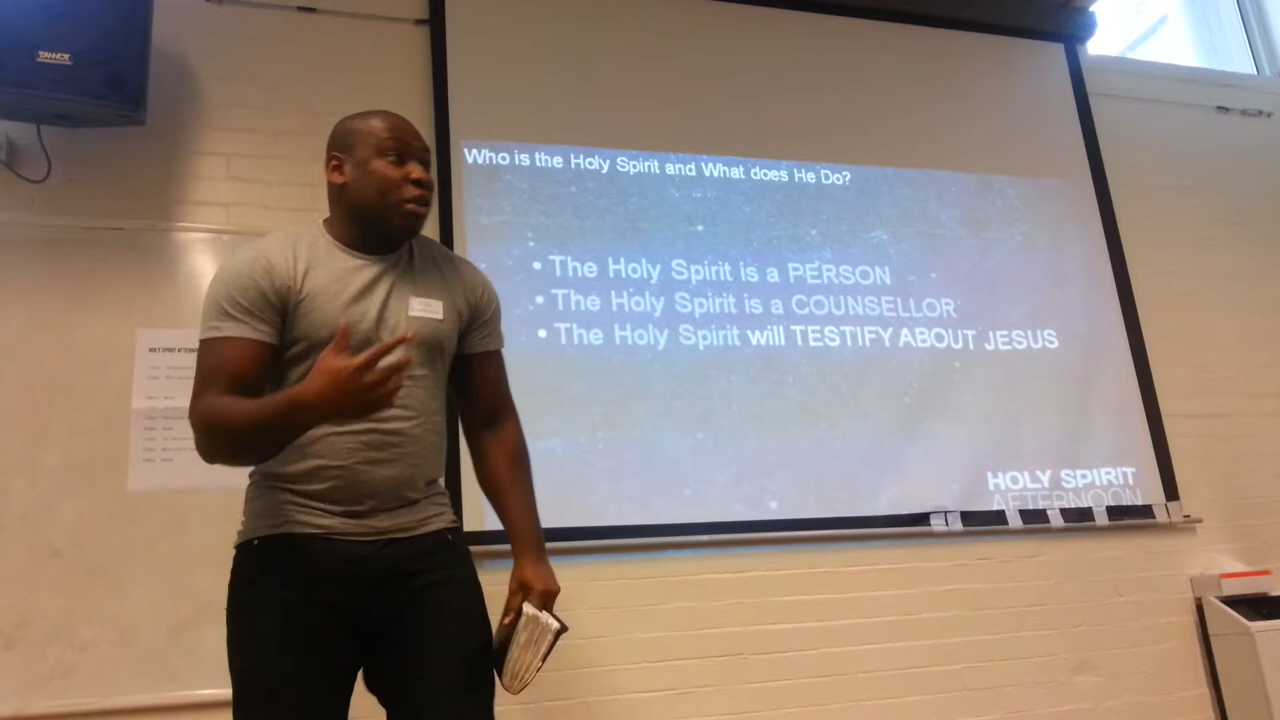 TANNOY
Who is the Holy Spirit and What does He Do?
• The Holy Spirit is a PERSON
• The Holy Spirit is a COUNSELLOR
• The Holy Spirit will TESTIFY ABOUT JESUS
HOLY SPIRIT AFTERNOON
HOLY SPIRIT
AFTERNOON